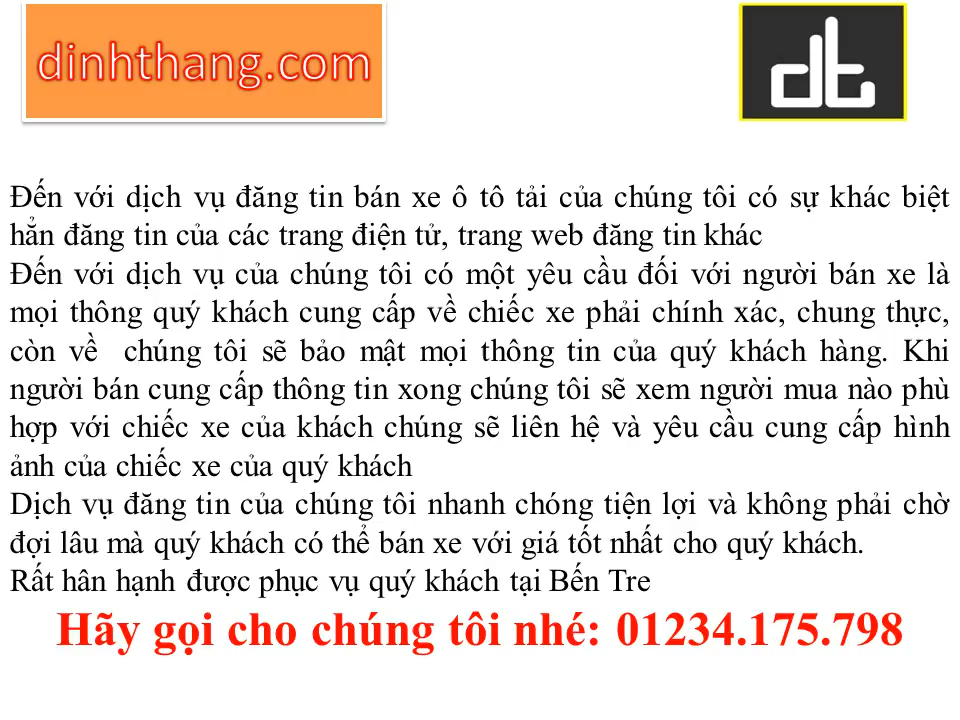 dinhthang.com
dt
Đến với dịch vụ đăng tin bán xe ô tô tải của chúng tôi có sự khác biệt
hẳn đăng tin của các trang điện tử, trang web đăng tin khác
Đến với dịch vụ của chúng tôi có một yêu cầu đối với người bán xe là
mọi thông quý khách cung cấp về chiếc xe phải chính xác, chung thực,
còn về chúng tôi sẽ bảo mật mọi thông tin của quý khách hàng. Khi
người bán cung cấp thông tin xong chúng tôi sẽ xem người mua nào phù
hợp với chiếc xe của khách chúng sẽ liên hệ và yêu cầu cung cấp hình
ảnh của chiếc xe của quý khách
Dịch vụ đăng tin của chúng tôi nhanh chóng tiện lợi và không phải chờ
đợi lâu mà quý khách có thể bán xe với giá tốt nhất cho quý khách.
Rất hân hạnh được phục vụ quý khách tại Bến Tre
Hãy gọi cho chúng tôi nhé: 01234.175.798